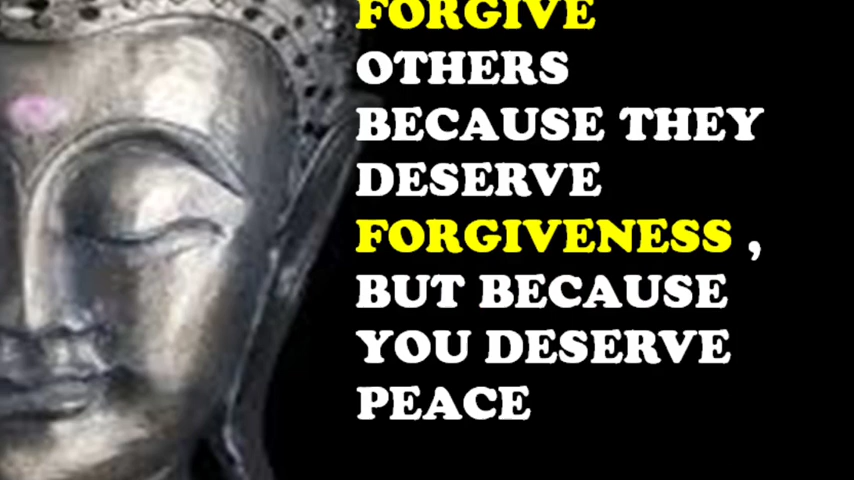 FORGIVE
OTHERS
BECAUSE THEY
DESERVE
FORGIVENESS ,
BUT BECAUSE
YOU DESERVE
PEACE